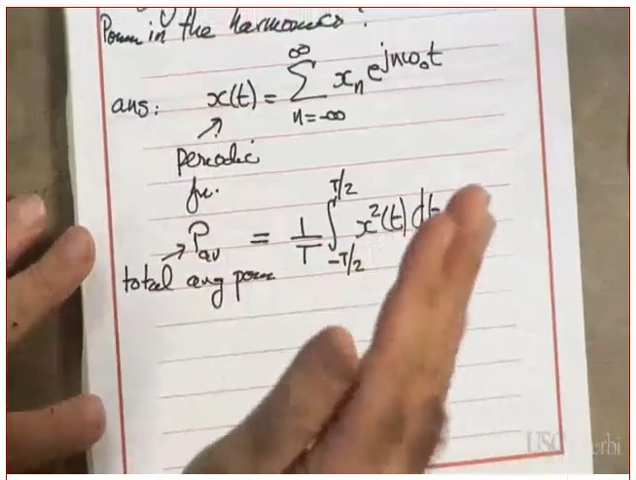 Power in the harmonics?
ans: x(t) = ∞ Σ n=-∞ xₙ e^{jnω₀t}
periodic
fn.
P_av = 1/T ∫_{-T/2}^{T/2} x²(t) dt
total avg power
USC Viterbi